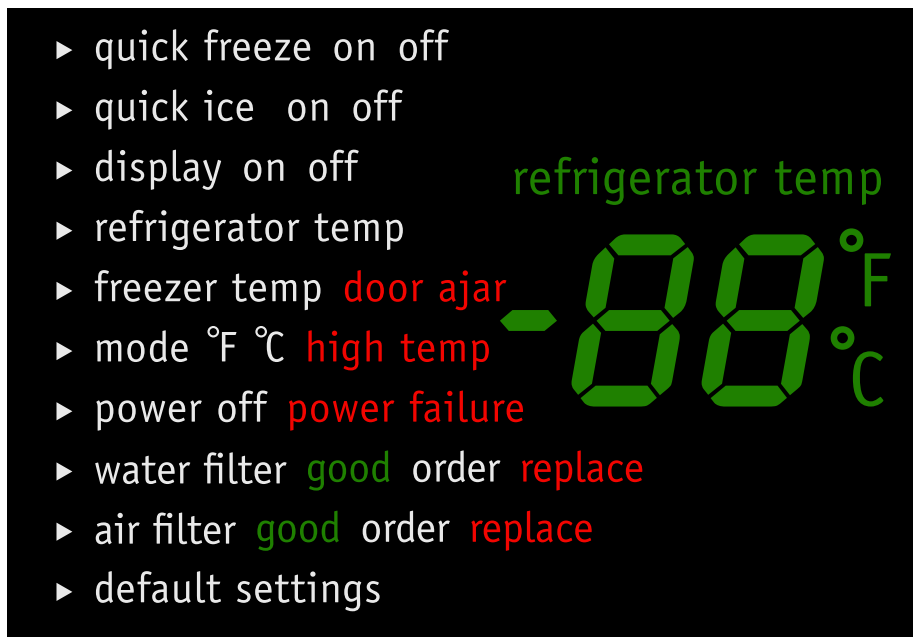 ▶ quick freeze on off
▶ quick ice on off
▶ display on off
refrigerator temp
▶ refrigerator temp
▶ freezer temp door ajar
-88 °F °C
▶ mode °F °C high temp
▶ power off power failure
▶ water filter good order replace
▶ air filter good order replace
▶ default settings